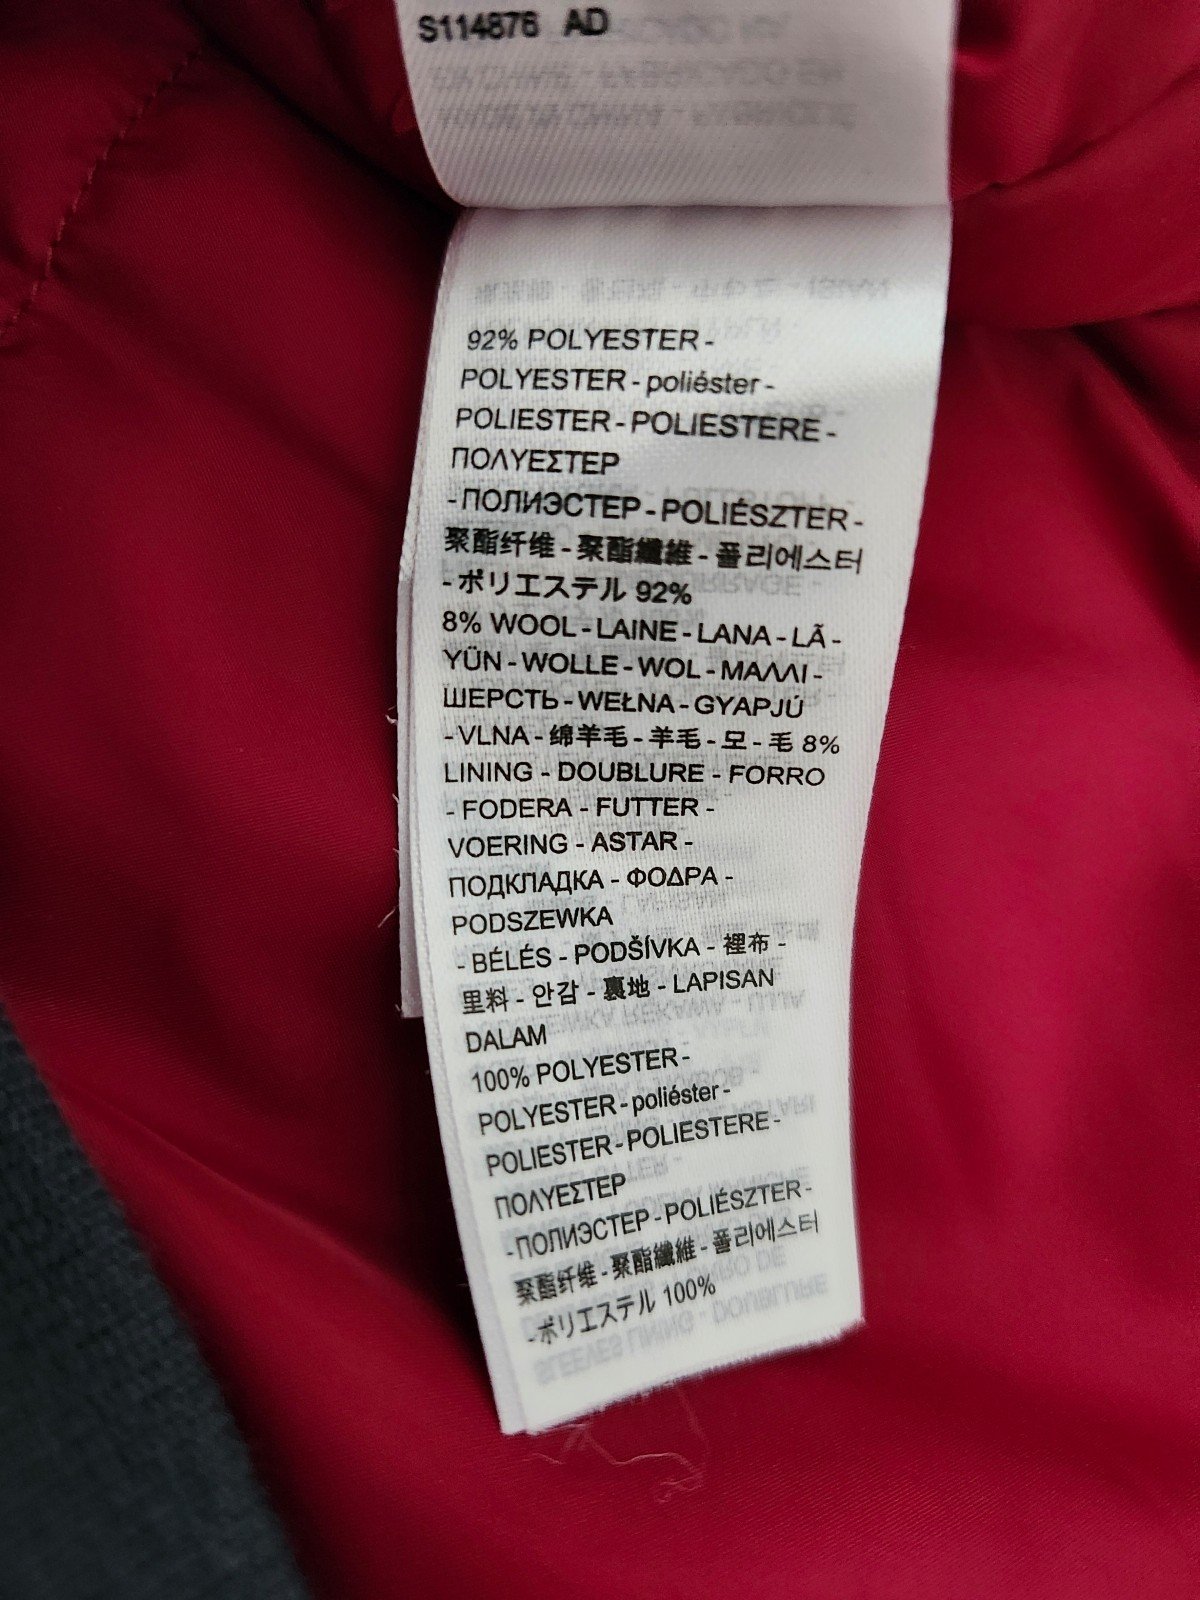 S114876 AD
92% POLYESTER -
POLYESTER - poliéster -
POLIESTER - POLIESTERE -
ΠΟΛΥΕΣΤΕΡ
- ПОЛИЭСТЕР - POLIÉSZTER -
聚酯纤维 - 聚酯纖維 - 폴리에스터
- ポリエステル 92%
8% WOOL - LAINE - LANA - LÃ -
YÜN - WOLLE - WOL - ΜΑΛΛΙ -
ШЕРСТЬ - WEŁNA - GYAPJÚ
- VLNA - 绵羊毛 - 羊毛 - 모 - 毛 8%
LINING - DOUBLURE - FORRO
- FODERA - FUTTER -
VOERING - ASTAR -
ПОДКЛАДКА - ΦΟΔΡΑ -
PODSZEWKA
- BÉLÉS - PODŠÍVKA - 裡布 -
里料 - 안감 - 裏地 - LAPISAN
DALAM
100% POLYESTER -
POLYESTER - poliéster -
POLIESTER - POLIESTERE -
ΠΟΛΥΕΣΤΕΡ
- ПОЛИЭСТЕР - POLIÉSZTER -
聚酯纤维 - 聚酯纖維 - 폴리에스터
- ポリエステル 100%